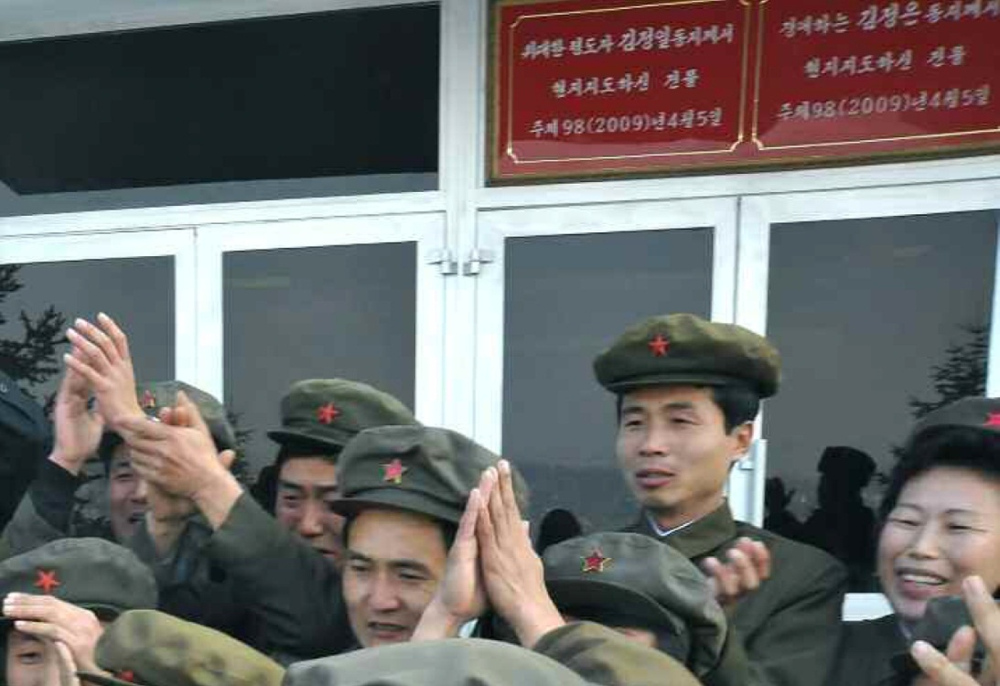 위대한 령도자 김정일동지께서
현지지도하신 건물
주체98(2009)년4월5일
경애하는 김정은동지께서
현지지도하신 건물
주체98(2009)년4월5일